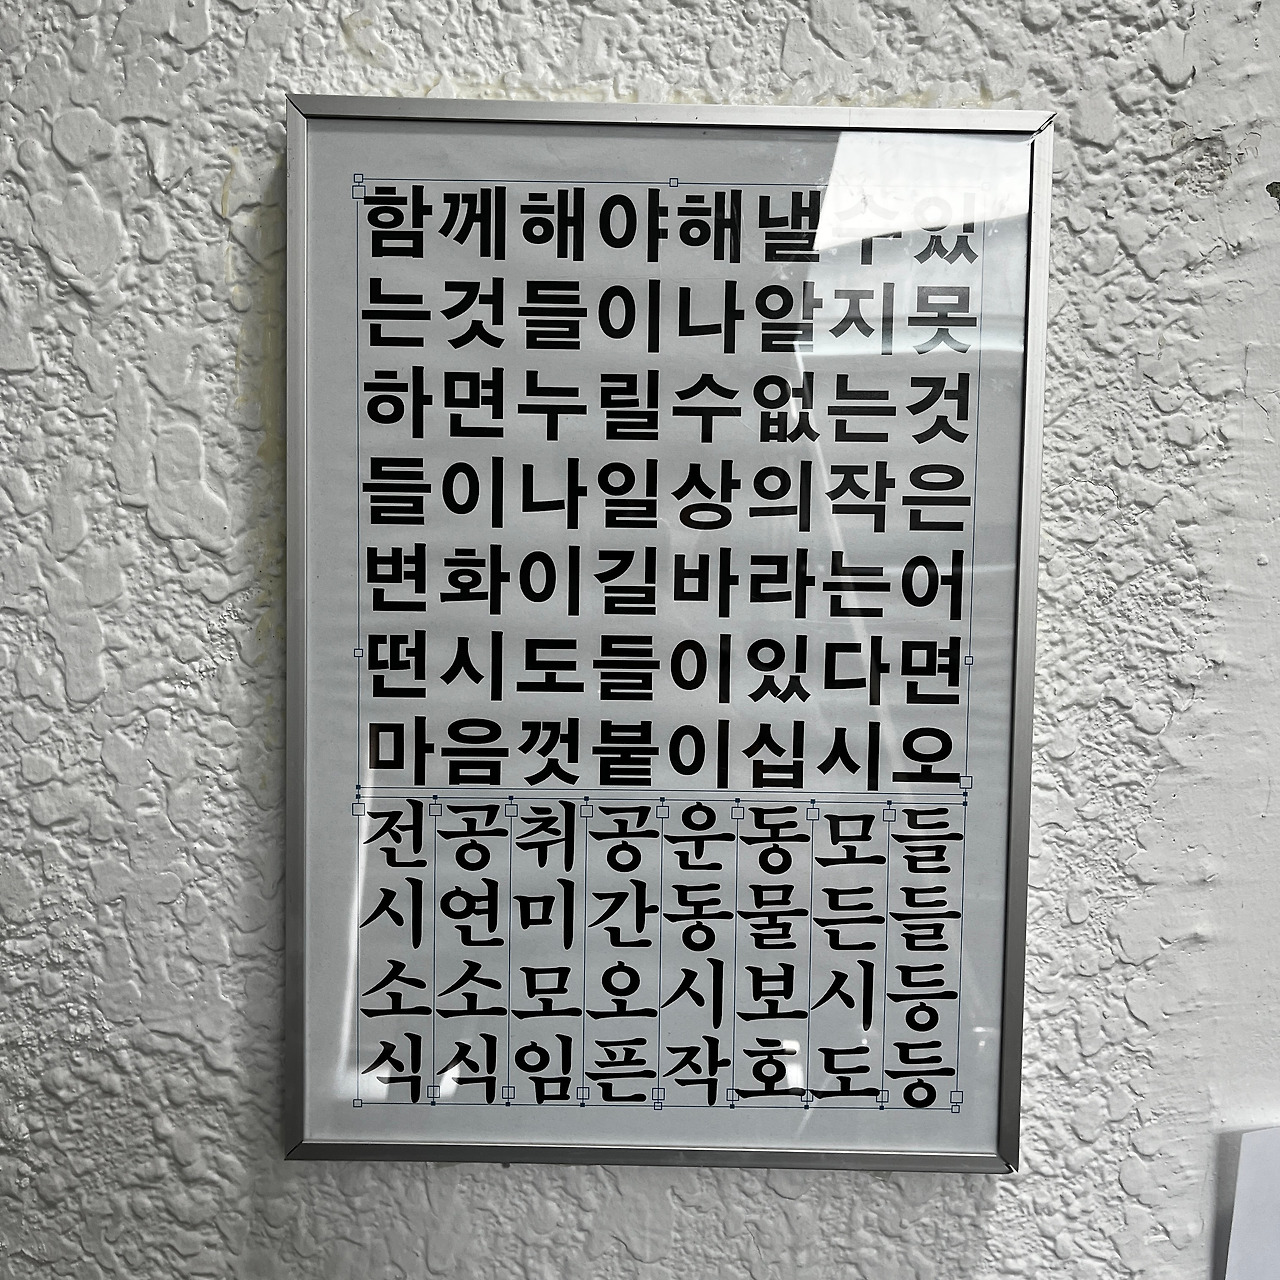 함께해야해낼수있
는것들이나알지못
하면누릴수없는것
들이나일상의작은
변화이길바라는어
떤시도들이있다면
마음껏붙이십시오
전시소식
공연소식
취미모임
공간오픈
운동시작
동물보호
모든시도
들들등등